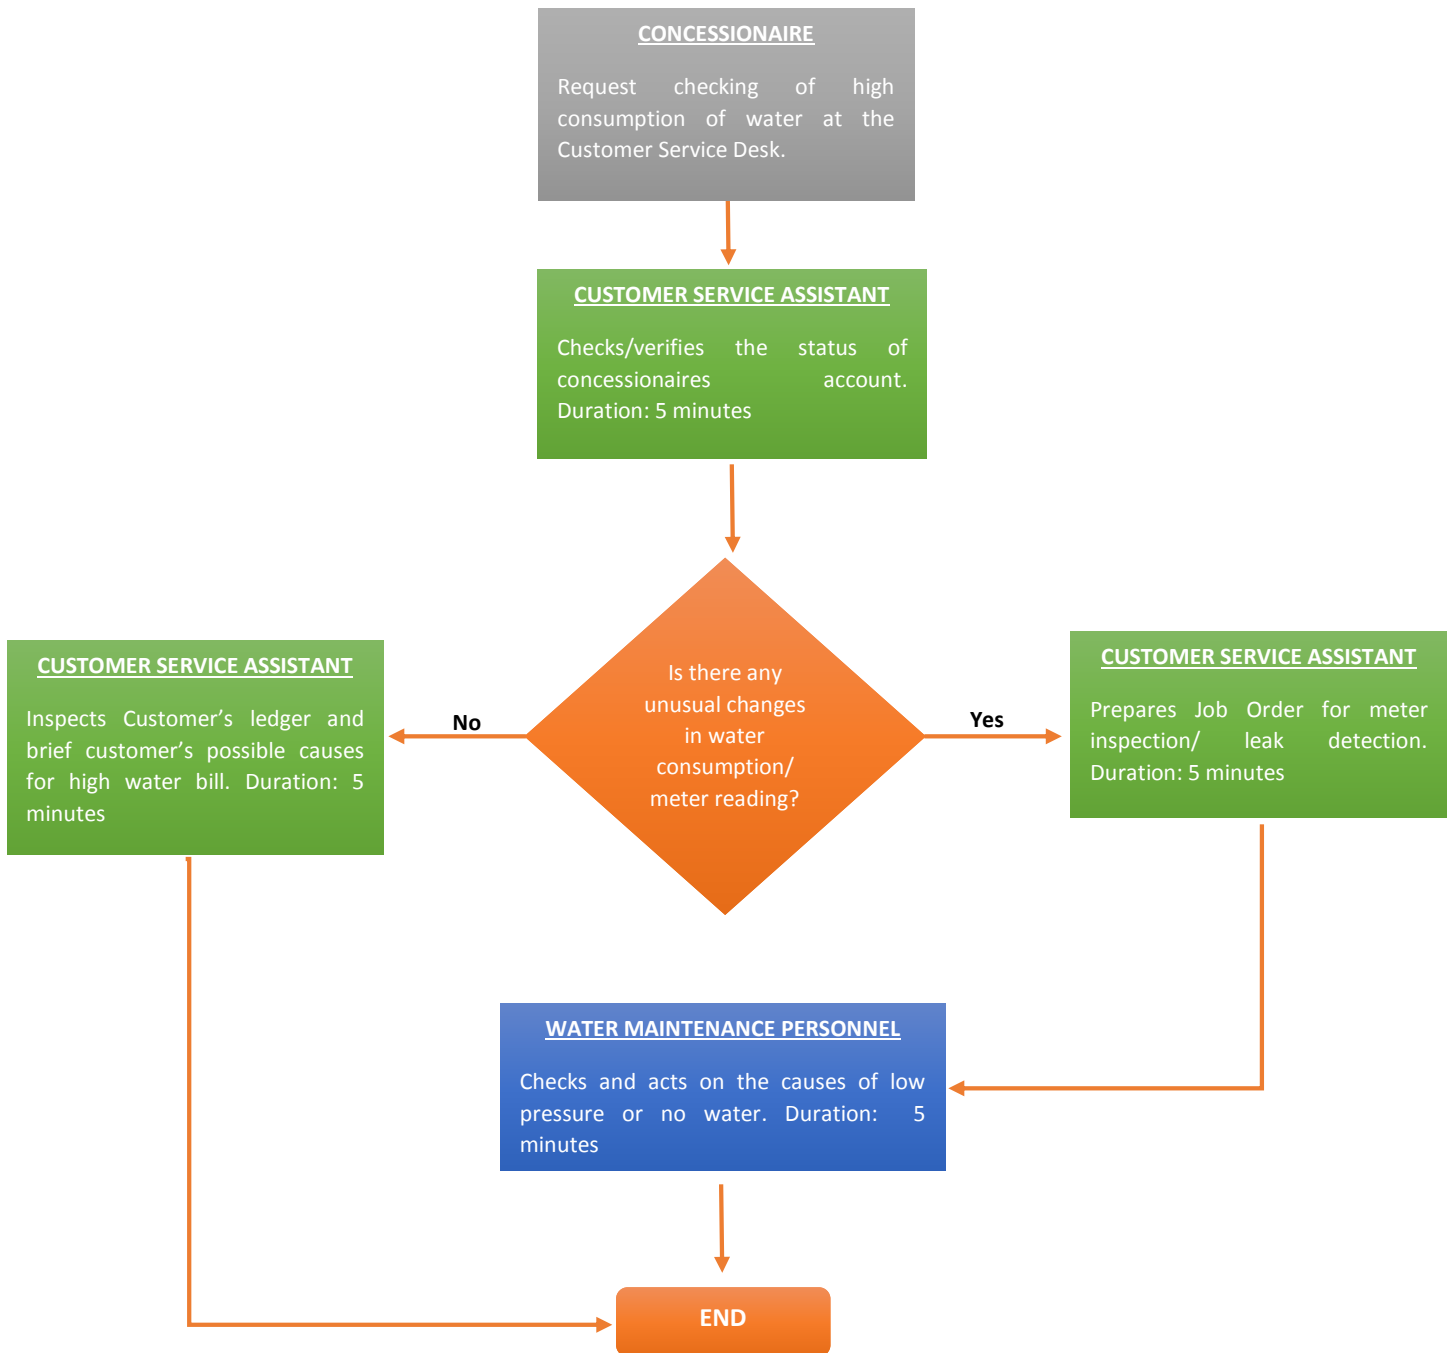 CONCESSIONAIRE
Request checking of high
consumption of water at the
Customer Service Desk.
CUSTOMER SERVICE ASSISTANT
Checks/verifies the status of
concessionaires account.
Duration: 5 minutes
Is there any
unusual changes
in water
consumption/
meter reading?
No
Yes
CUSTOMER SERVICE ASSISTANT
Inspects Customer’s ledger and
brief customer’s possible causes
for high water bill. Duration: 5
minutes
CUSTOMER SERVICE ASSISTANT
Prepares Job Order for meter
inspection/ leak detection.
Duration: 5 minutes
WATER MAINTENANCE PERSONNEL
Checks and acts on the causes of low
pressure or no water. Duration: 5
minutes
END